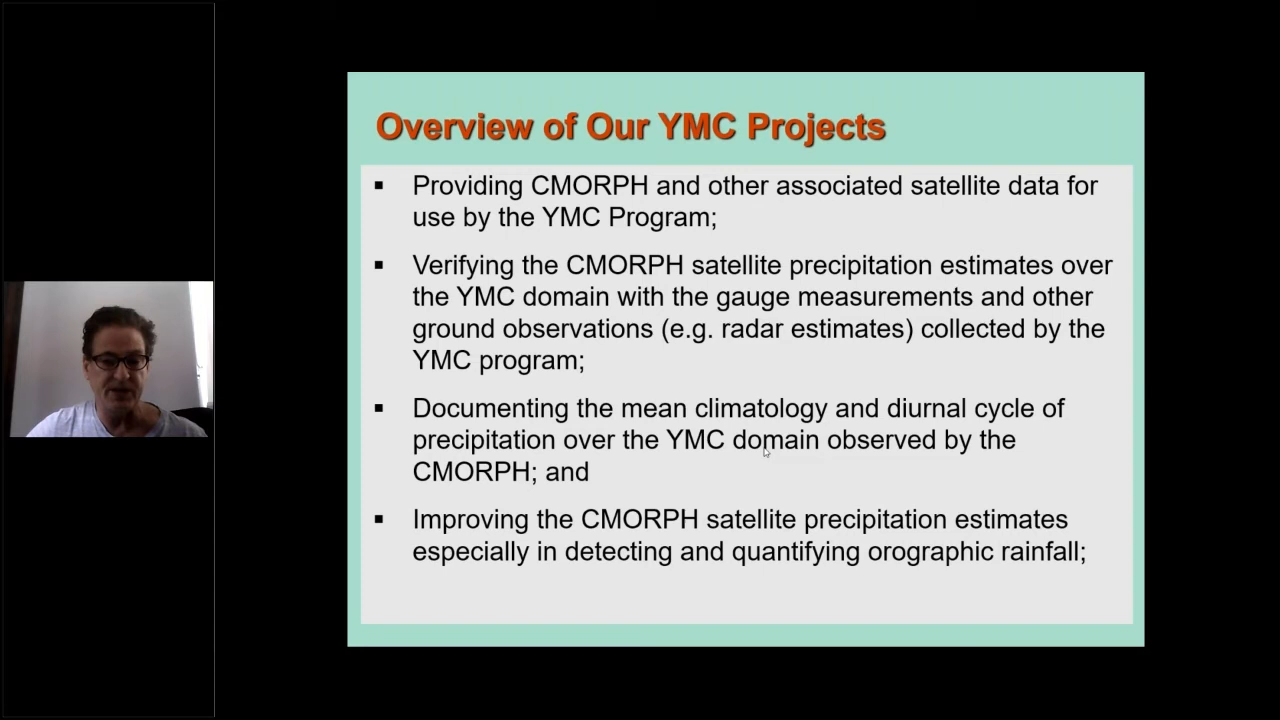 Overview of Our YMC Projects
▪ Providing CMORPH and other associated satellite data for
use by the YMC Program;
▪ Verifying the CMORPH satellite precipitation estimates over
the YMC domain with the gauge measurements and other
ground observations (e.g. radar estimates) collected by the
YMC program;
▪ Documenting the mean climatology and diurnal cycle of
precipitation over the YMC domain observed by the
CMORPH; and
▪ Improving the CMORPH satellite precipitation estimates
especially in detecting and quantifying orographic rainfall;